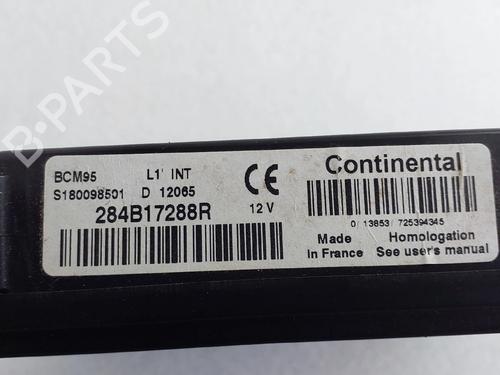 BCM95 L1' INT
S180098501 D 12065
284B17288R 12 V
CE
Continental
0/13853/725394345
Made in France
Homologation See user's manual
B-PARTS